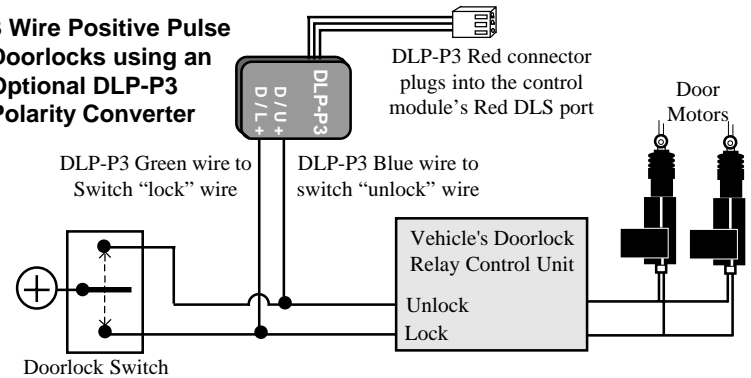 3 Wire Positive Pulse
Doorlocks using an
Optional DLP-P3
Polarity Converter
DLP-P3
D / U +
D / L +
DLP-P3 Red connector
plugs into the control
module's Red DLS port
Door
Motors
DLP-P3 Green wire to
Switch “lock” wire
DLP-P3 Blue wire to
switch “unlock” wire
Vehicle's Doorlock
Relay Control Unit
Unlock
Lock
Doorlock Switch